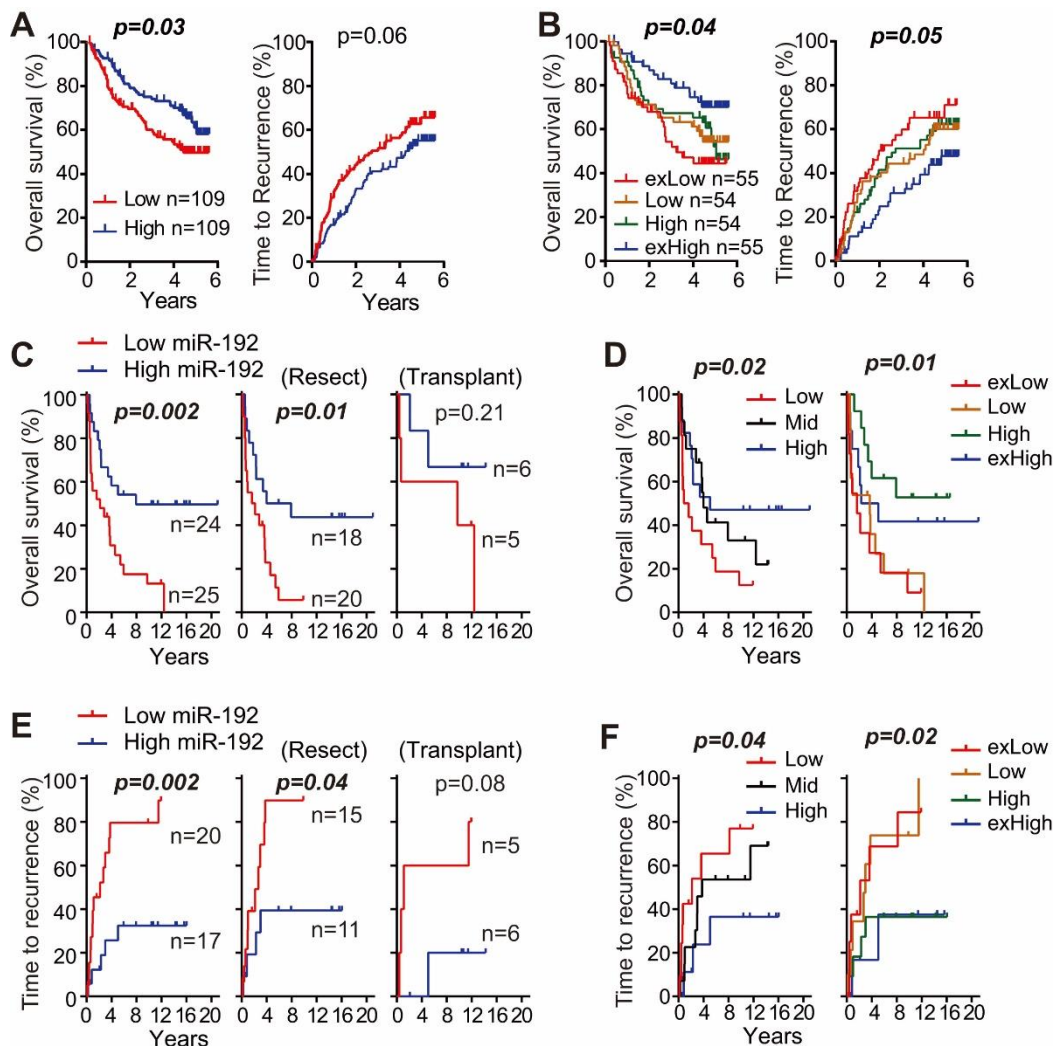 A
p=0.03
p=0.06
Overall survival (%)
100
80
60
40
20
0
Low n=109
High n=109
0 2 4 6
Years
Time to Recurrence (%)
100
80
60
40
20
0
0 2 4 6
Years
B
p=0.04
p=0.05
Overall survival (%)
100
80
60
40
20
0
exLow n=55
Low n=54
High n=54
exHigh n=55
0 2 4 6
Years
Time to Recurrence (%)
100
80
60
40
20
0
0 2 4 6
Years
C
Low miR-192
High miR-192
(Resect)
(Transplant)
p=0.002
p=0.01
p=0.21
Overall survival (%)
100
80
60
40
20
0
n=24
n=25
n=18
n=20
n=6
n=5
0 4 8 12 16 20
0 4 8 12 16 20
0 4 8 12 16 20
Years
D
p=0.02
p=0.01
Overall survival (%)
100
80
60
40
20
0
Low
Mid
High
exLow
Low
High
exHigh
0 4 8 12 16 20
0 4 8 12 16 20
Years
E
Low miR-192
High miR-192
(Resect)
(Transplant)
p=0.002
p=0.04
p=0.08
Time to recurrence (%)
100
80
60
40
20
0
n=20
n=17
n=15
n=11
n=5
n=6
0 4 8 12 16 20
0 4 8 12 16 20
0 4 8 12 16 20
Years
F
p=0.04
p=0.02
Time to recurrence (%)
100
80
60
40
20
0
Low
Mid
High
exLow
Low
High
exHigh
0 4 8 12 16 20
0 4 8 12 16 20
Years